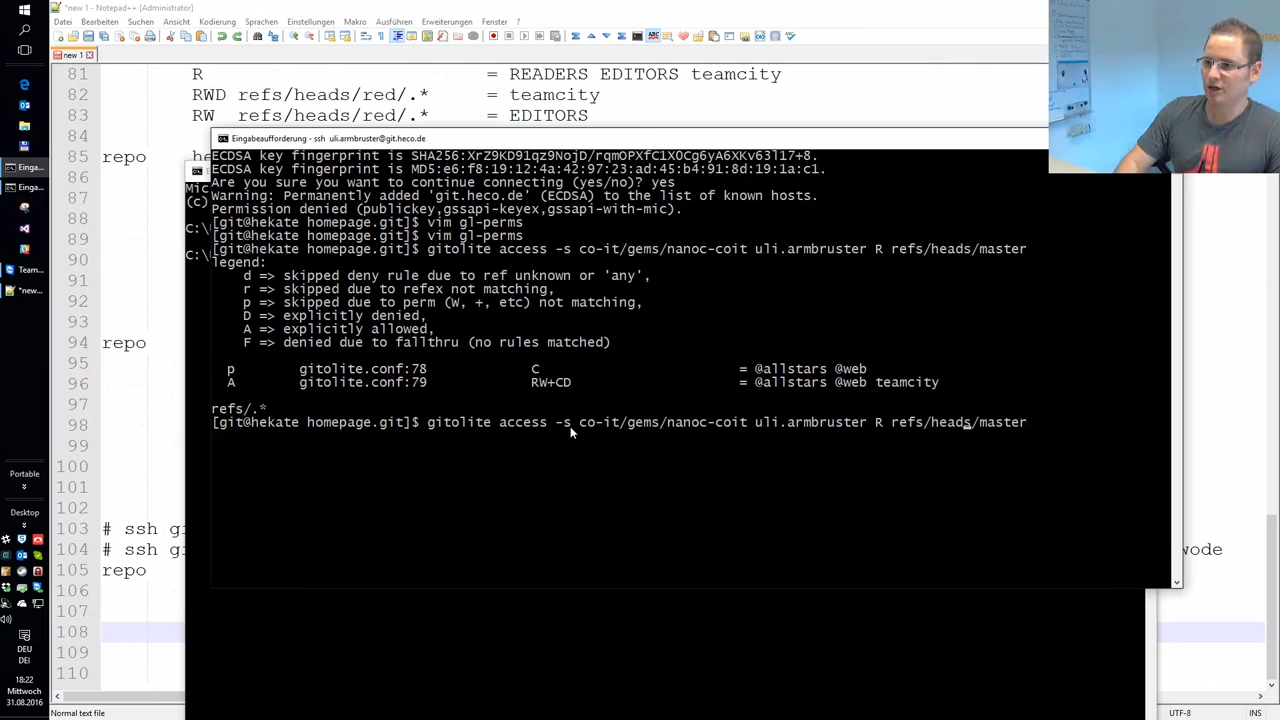 *new 1 - Notepad++ [Administrator]
Datei Bearbeiten Suchen Ansicht Kodierung Sprachen Einstellungen Makro Ausführen Erweiterungen Fenster ?
new 1
81 R = READERS EDITORS teamcity
82 RWD refs/heads/red/.* = teamcity
83 RW refs/heads/red/.* = EDITORS
84
Eingabeaufforderung - ssh uli.armbruster@git.heco.de
ECDSA key fingerprint is SHA256:XrZ9KD91qz9NojD/rqmOPXfC1X0Cg6yA6XKv63l17+8.
85 repo he
ECDSA key fingerprint is MD5:e6:f8:19:12:4a:42:97:23:ad:45:b4:91:8d:19:1a:c1.
Are you sure you want to continue connecting (yes/no)? yes
86 Mic
Warning: Permanently added 'git.heco.de' (ECDSA) to the list of known hosts.
(c)
Permission denied (publickey,gssapi-keyex,gssapi-with-mic).
87
[git@hekate homepage.git]$ vim gl-perms
88 C:\
[git@hekate homepage.git]$ vim gl-perms
[git@hekate homepage.git]$ gitolite access -s co-it/gems/nanoc-coit uli.armbruster R refs/heads/master
89 C:\
legend:
90 d => skipped deny rule due to ref unknown or 'any',
r => skipped due to refex not matching,
91 p => skipped due to perm (W, +, etc) not matching,
D => explicitly denied,
92 A => explicitly allowed,
93
94 repo F => denied due to fallthru (no rules matched)
95 p gitolite.conf:78 C = @allstars @web
96 A gitolite.conf:79 RW+CD = @allstars @web teamcity
97 refs/.*
98 [git@hekate homepage.git]$ gitolite access -s co-it/gems/nanoc-coit uli.armbruster R refs/heads/master
99
100
101
102
103 # ssh gi
104 # ssh gi wode
105 repo
106
107
108
109
110
Einga...
Einga...
Team...
*new...
Portable
Desktop
DEU
DEI
18:22
Mittwoch
31.08.2016
Normal text file UTF-8 INS